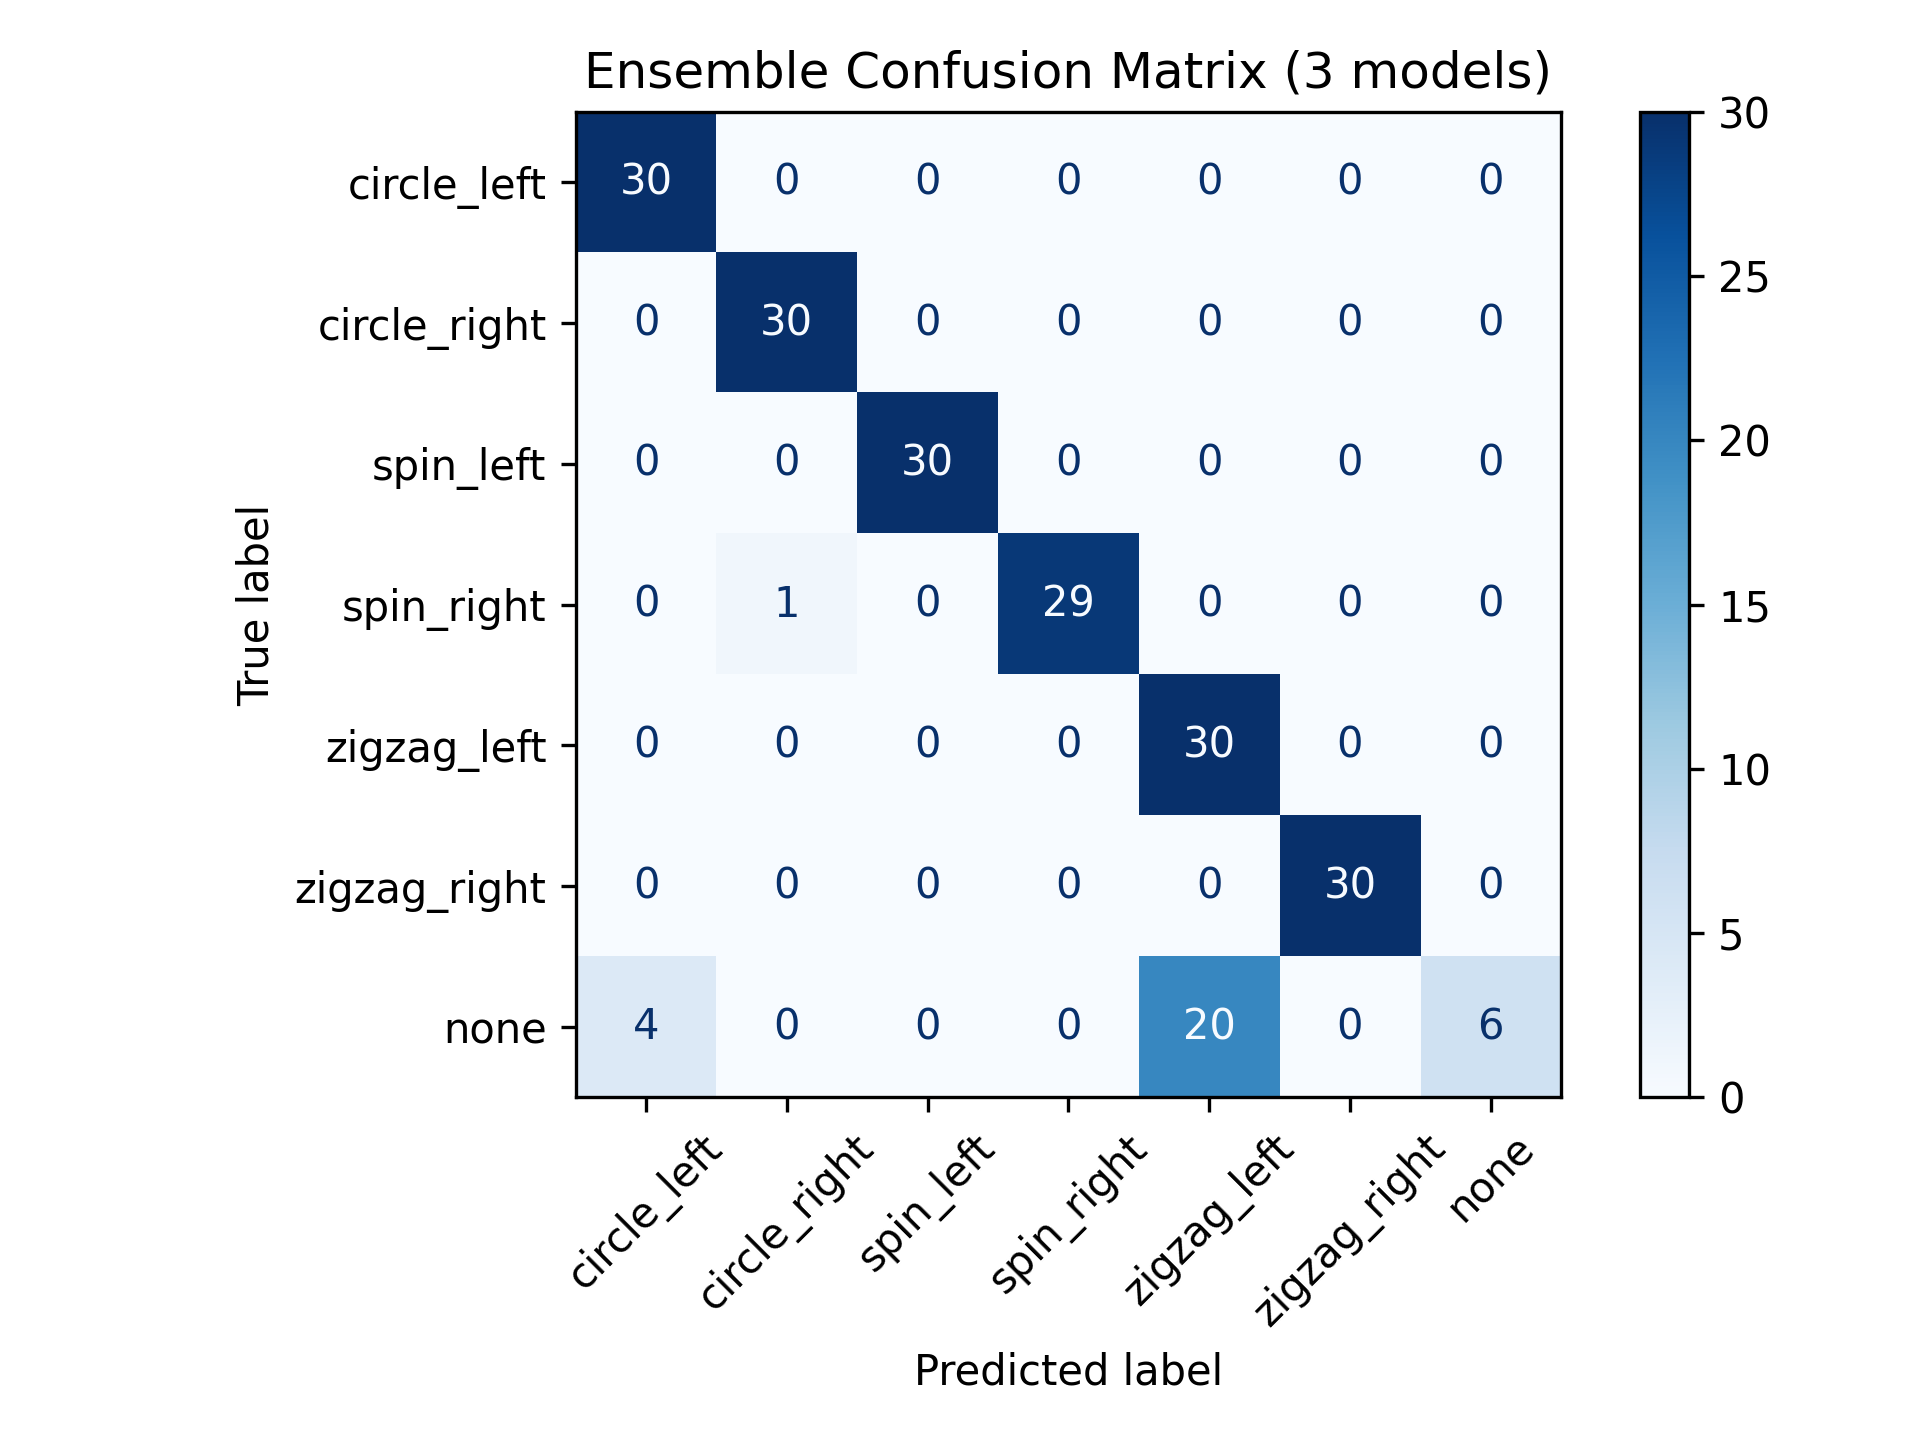 Ensemble Confusion Matrix (3 models)
True label
circle_left 30 0 0 0 0 0 0
circle_right 0 30 0 0 0 0 0
spin_left 0 0 30 0 0 0 0
spin_right 0 1 0 29 0 0 0
zigzag_left 0 0 0 0 30 0 0
zigzag_right 0 0 0 0 0 30 0
none 4 0 0 0 20 0 6
circle_left circle_right spin_left spin_right zigzag_left zigzag_right none
Predicted label
30
25
20
15
10
5
0